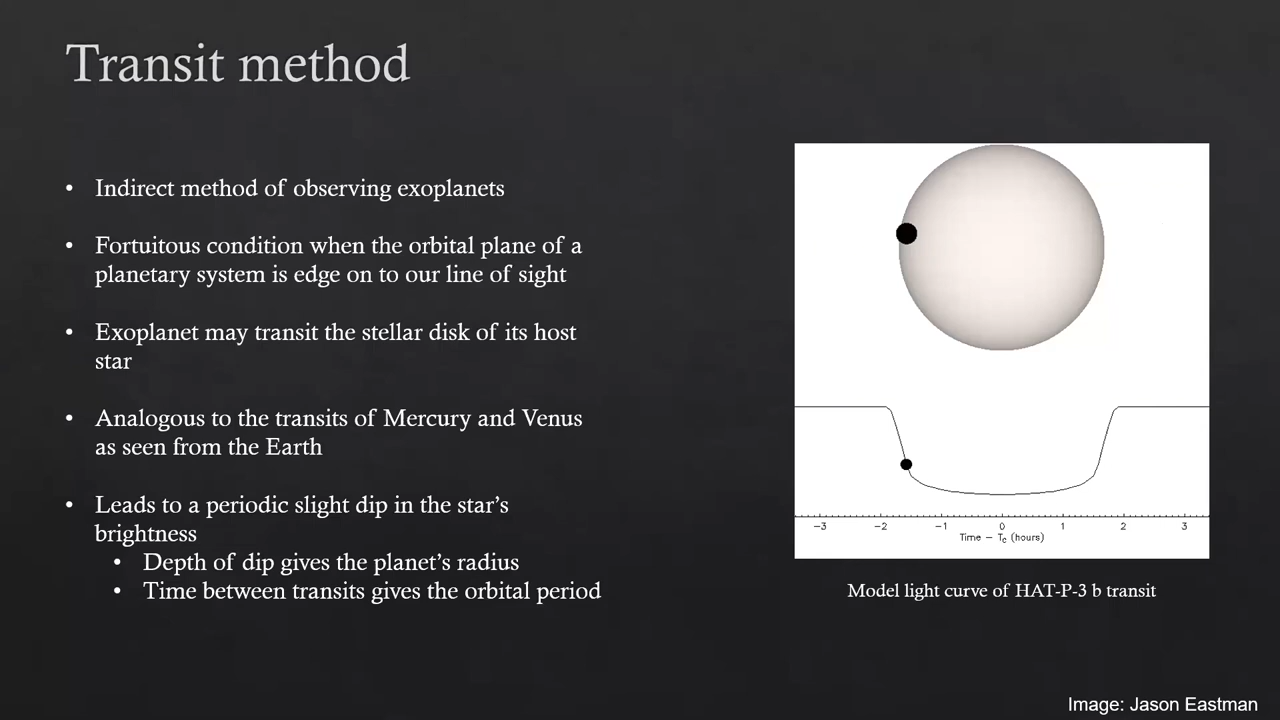 Transit method
• Indirect method of observing exoplanets
• Fortuitous condition when the orbital plane of a
planetary system is edge on to our line of sight
• Exoplanet may transit the stellar disk of its host
star
• Analogous to the transits of Mercury and Venus
as seen from the Earth
• Leads to a periodic slight dip in the star's
brightness
• Depth of dip gives the planet's radius
• Time between transits gives the orbital period
−3 −2 −1 0 1 2 3
Time − Tc (hours)
Model light curve of HAT-P-3 b transit
Image: Jason Eastman